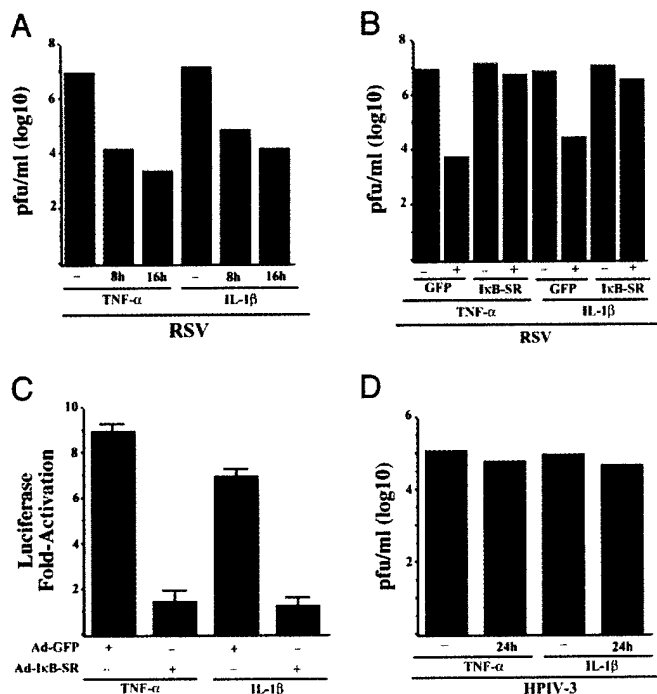 A
pfu/ml (log10)
8
6
4
2
– 8h 16h – 8h 16h
TNF-α IL-1β
RSV
B
pfu/ml (log10)
8
6
4
2
– + – + – + – +
GFP IκB-SR GFP IκB-SR
TNF-α IL-1β
RSV
C
Luciferase
Fold-Activation
10
8
6
4
2
Ad-GFP + – + –
Ad-IκB-SR – + – +
TNF-α IL-1β
D
pfu/ml (log10)
6
4
2
– 24h – 24h
TNF-α IL-1β
HPIV-3